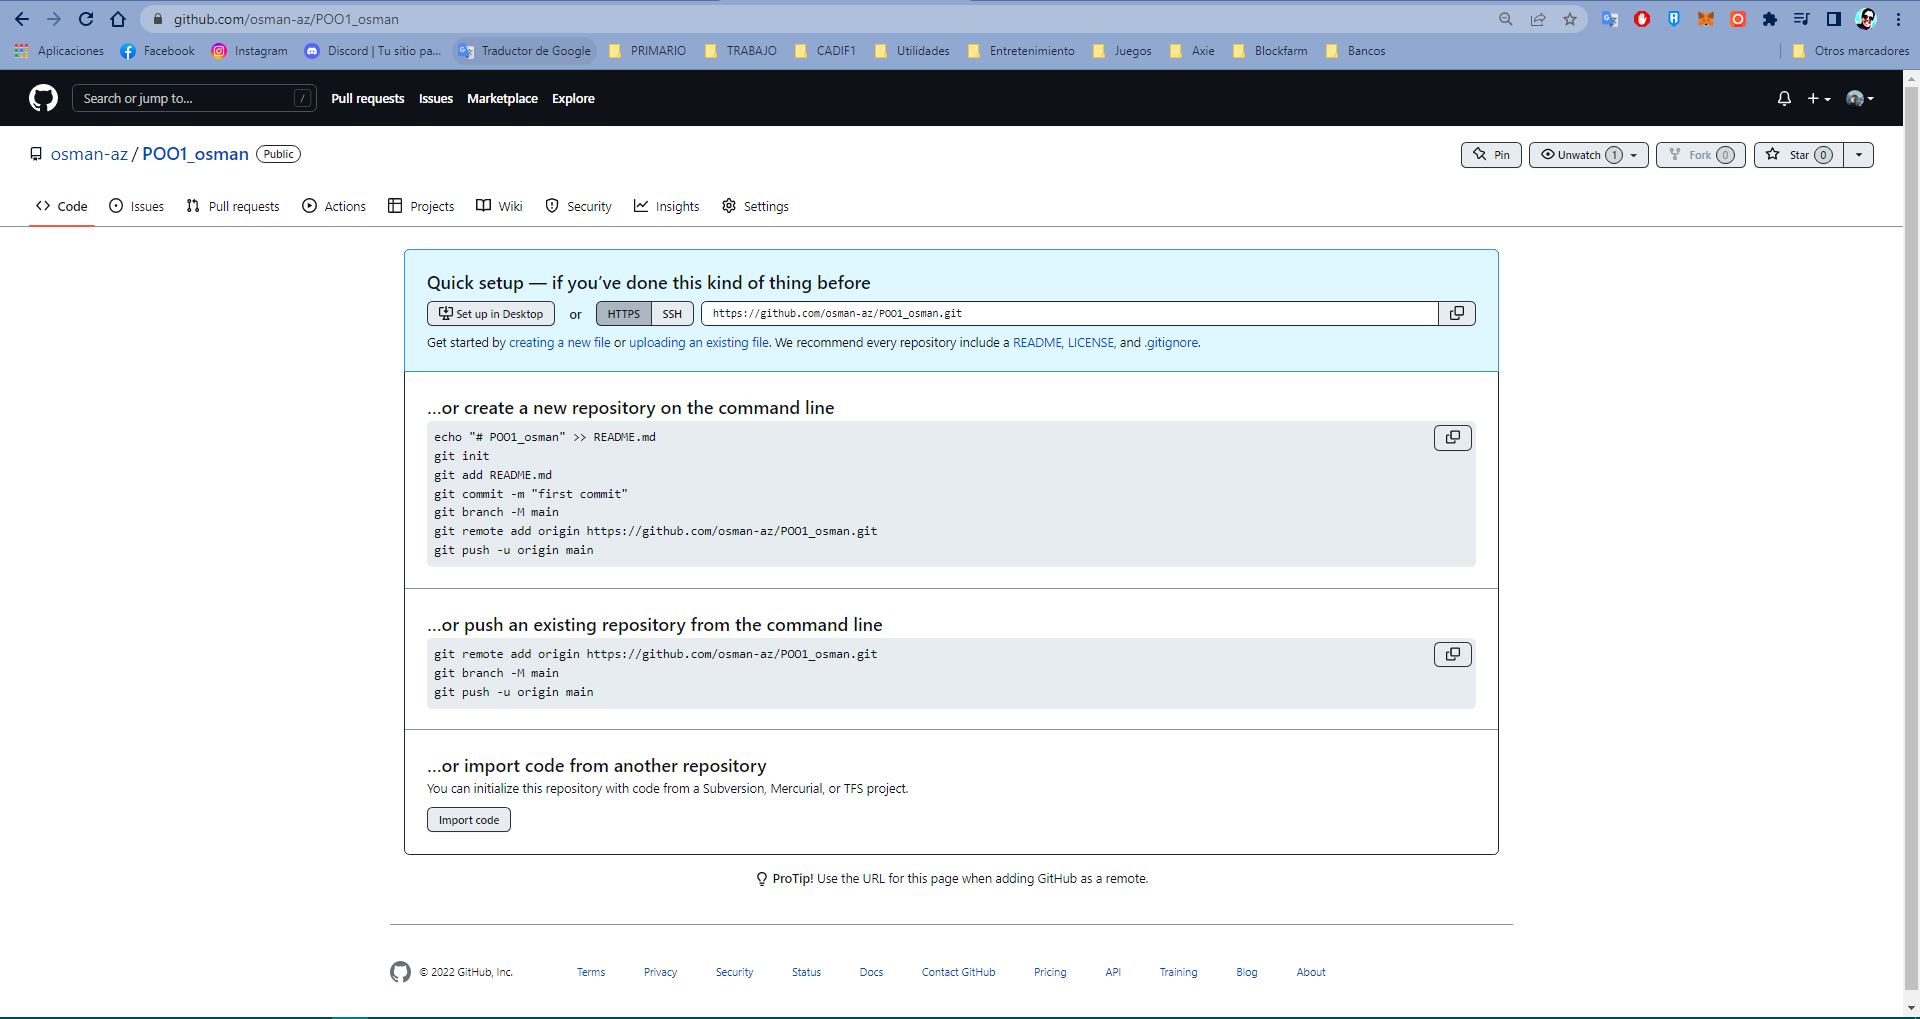 github.com/osman-az/POO1_osman
Aplicaciones Facebook Instagram Discord | Tu sitio pa... Traductor de Google PRIMARIO TRABAJO CADIF1 Utilidades Entretenimiento Juegos Axie Blockfarm Bancos Otros marcadores
Search or jump to... / Pull requests Issues Marketplace Explore
osman-az / POO1_osman Public Pin Unwatch 1 Fork 0 Star 0
Code Issues Pull requests Actions Projects Wiki Security Insights Settings
Quick setup — if you've done this kind of thing before
Set up in Desktop or HTTPS SSH https://github.com/osman-az/POO1_osman.git
Get started by creating a new file or uploading an existing file. We recommend every repository include a README, LICENSE, and .gitignore.
...or create a new repository on the command line
echo "# POO1_osman" >> README.md
git init
git add README.md
git commit -m "first commit"
git branch -M main
git remote add origin https://github.com/osman-az/POO1_osman.git
git push -u origin main
...or push an existing repository from the command line
git remote add origin https://github.com/osman-az/POO1_osman.git
git branch -M main
git push -u origin main
...or import code from another repository
You can initialize this repository with code from a Subversion, Mercurial, or TFS project.
Import code
ProTip! Use the URL for this page when adding GitHub as a remote.
© 2022 GitHub, Inc. Terms Privacy Security Status Docs Contact GitHub Pricing API Training Blog About